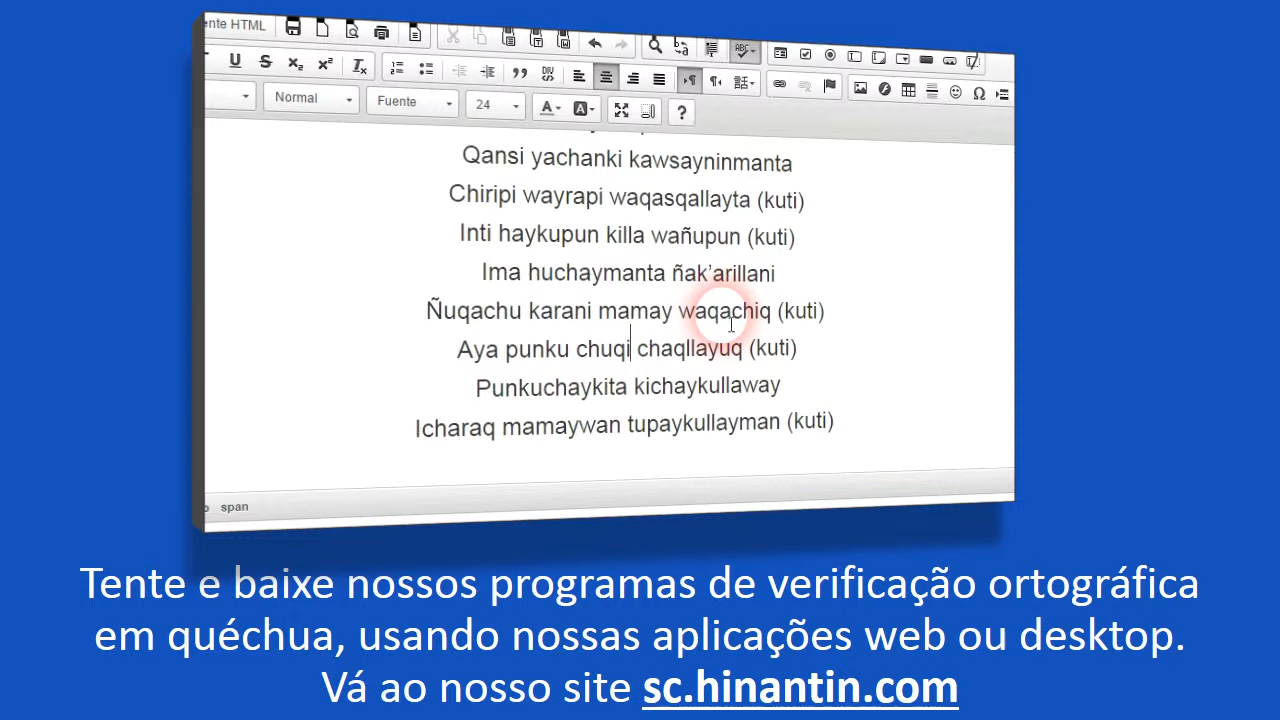 ente HTML
Normal Fuente 24
Qansi yachanki kawsayninmanta
Chiripi wayrapi waqasqallayta (kuti)
Inti haykupun killa wañupun (kuti)
Ima huchaymanta ñak’arillani
Ñuqachu karani mamay waqachiq (kuti)
Aya punku chuqi chaqllayuq (kuti)
Punkuchaykita kichaykullaway
Icharaq mamaywan tupaykullayman (kuti)
span
Tente e baixe nossos programas de verificação ortográfica
em quéchua, usando nossas aplicações web ou desktop.
Vá ao nosso site sc.hinantin.com